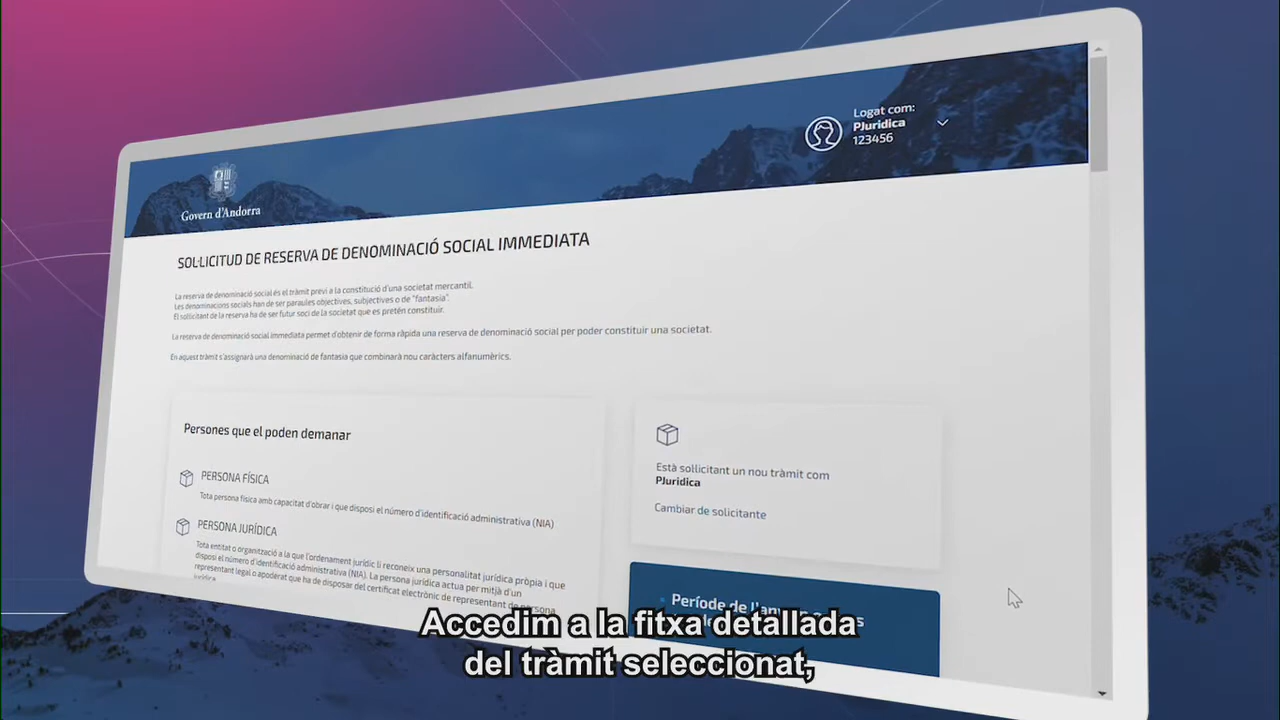 Logat com:
PJuridica
123456
Govern d'Andorra
SOL·LICITUD DE RESERVA DE DENOMINACIÓ SOCIAL IMMEDIATA
La reserva de denominació social és el tràmit previ a la constitució d'una societat mercantil.
Les denominacions socials han de ser paraules objectives, subjectives o de "fantasia".
El sol·licitant de la reserva ha de ser futur soci de la societat que es pretén constituir.
La reserva de denominació social immediata permet d'obtenir de forma ràpida una reserva de denominació social per poder constituir una societat.
En aquest tràmit s'assignarà una denominació de fantasia que combinarà nou caràcters alfanumèrics.
Persones que el poden demanar
PERSONA FÍSICA
Tota persona física amb capacitat d'obrar i que disposi el número d'identificació administrativa (NIA)
PERSONA JURÍDICA
Tota entitat o organització a la que l'ordenament jurídic li reconeix una personalitat jurídica pròpia i que
disposi el número d'identificació administrativa (NIA). La persona jurídica actua per mitjà d'un
representant legal o apoderat que ha de disposar del certificat electrònic de representant de persona
jurídica
Està sol·licitant un nou tràmit com
PJuridica
Cambiar de solicitante
Període de l'any
Accedim a la fitxa detallada
del tràmit seleccionat,